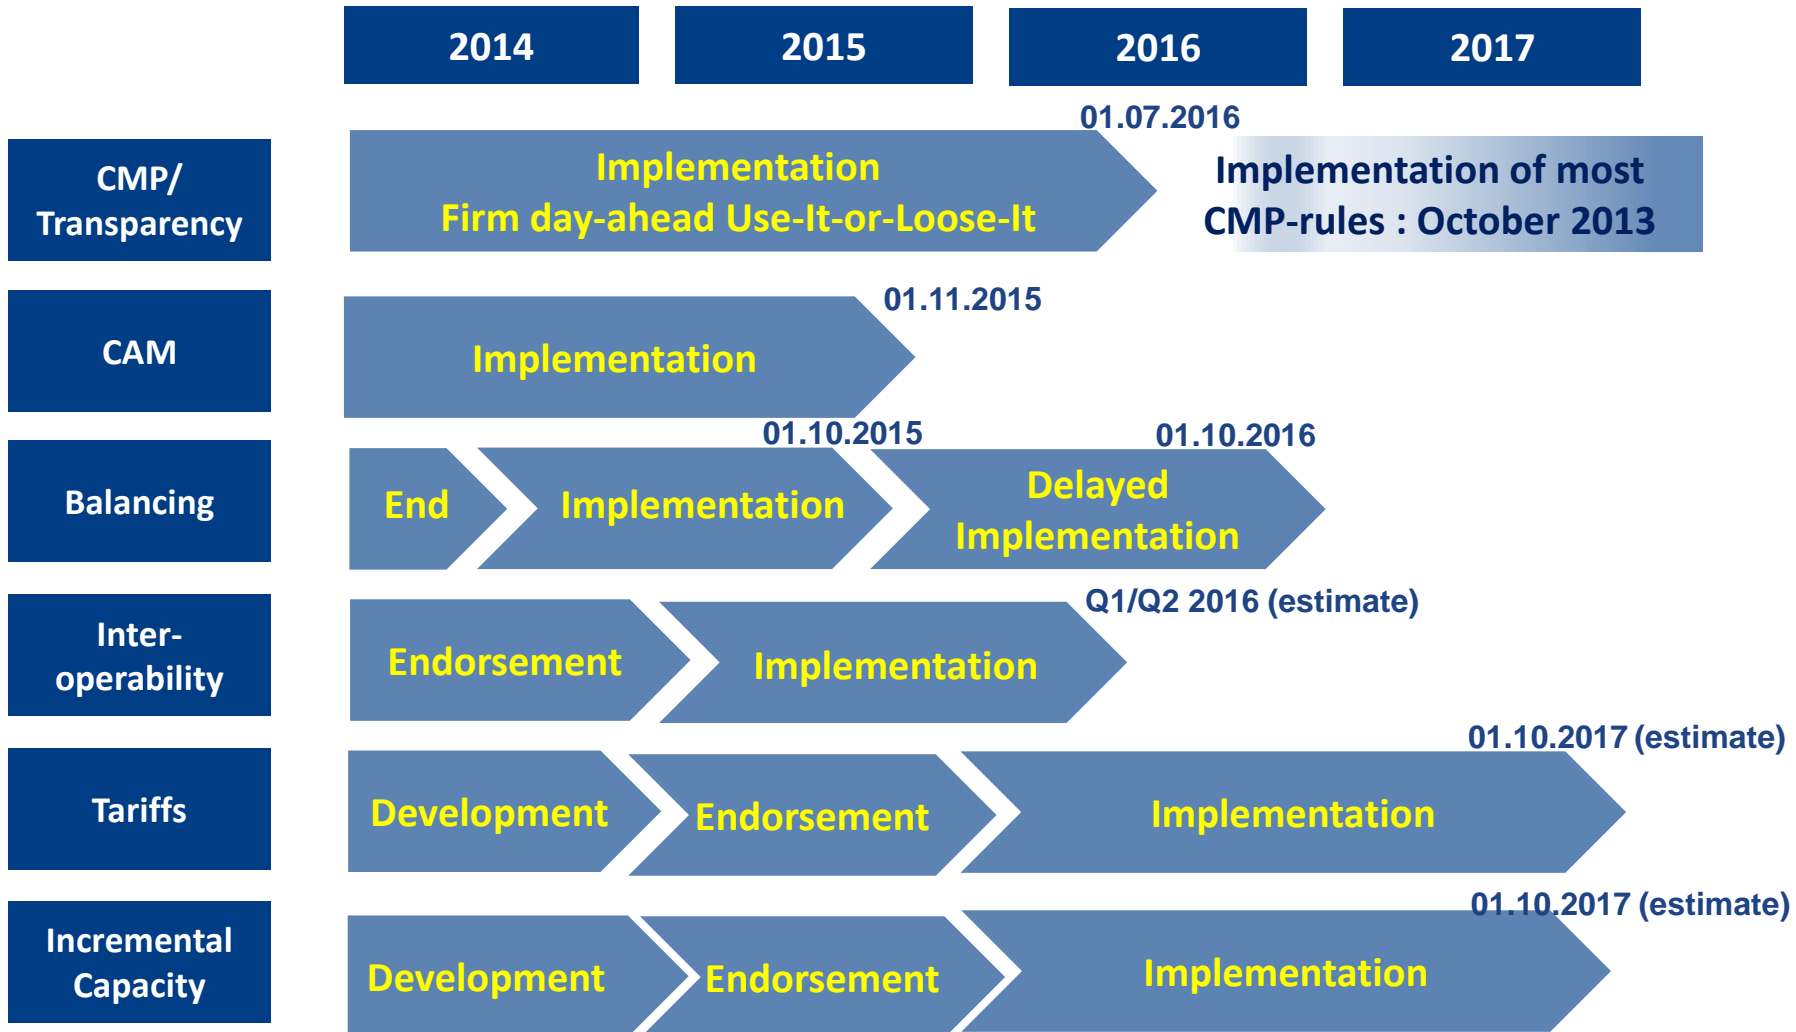 2014
2015
2016
2017
CMP/
Transparency
01.07.2016
Implementation
Firm day-ahead Use-It-or-Loose-It
Implementation of most
CMP-rules : October 2013
CAM
01.11.2015
Implementation
Balancing
01.10.2015
01.10.2016
End
Implementation
Delayed
Implementation
Inter-
operability
Q1/Q2 2016 (estimate)
Endorsement
Implementation
Tariffs
01.10.2017 (estimate)
Development
Endorsement
Implementation
Incremental
Capacity
01.10.2017 (estimate)
Development
Endorsement
Implementation